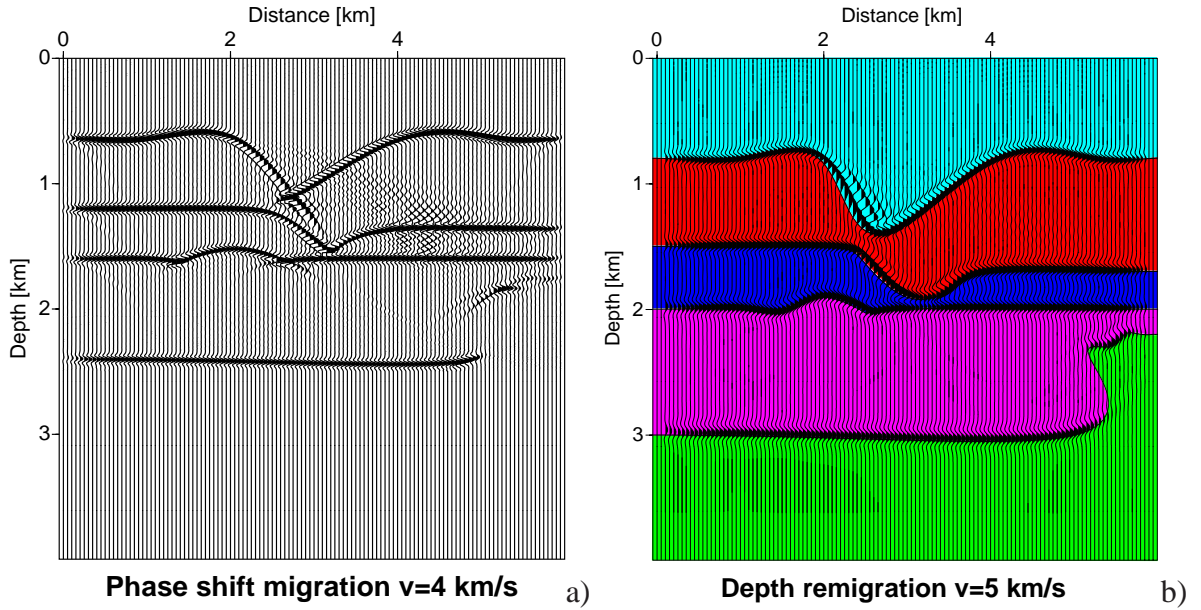 Distance [km]
0 2 4
0
1
2
3
Depth [km]
Phase shift migration v=4 km/s a)
Distance [km]
0 2 4
0
1
2
3
Depth [km]
Depth remigration v=5 km/s b)